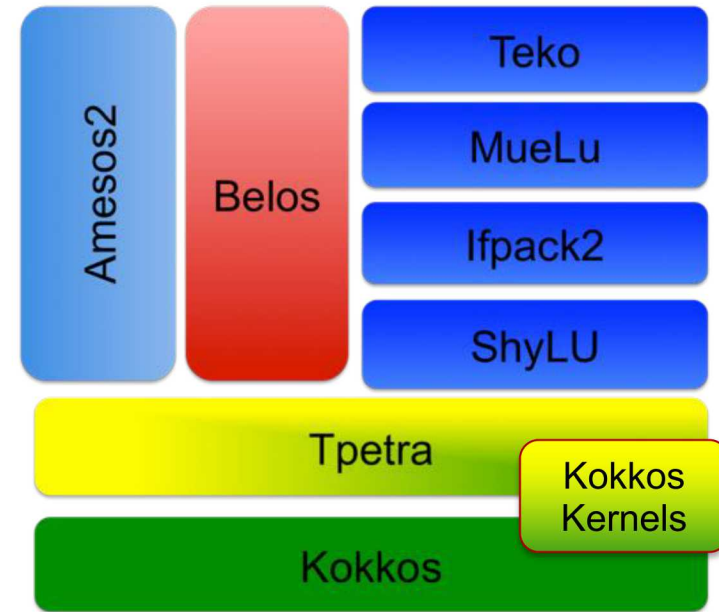 Amesos2
Belos
Teko
MueLu
Ifpack2
ShyLU
Tpetra
Kokkos
Kernels
Kokkos